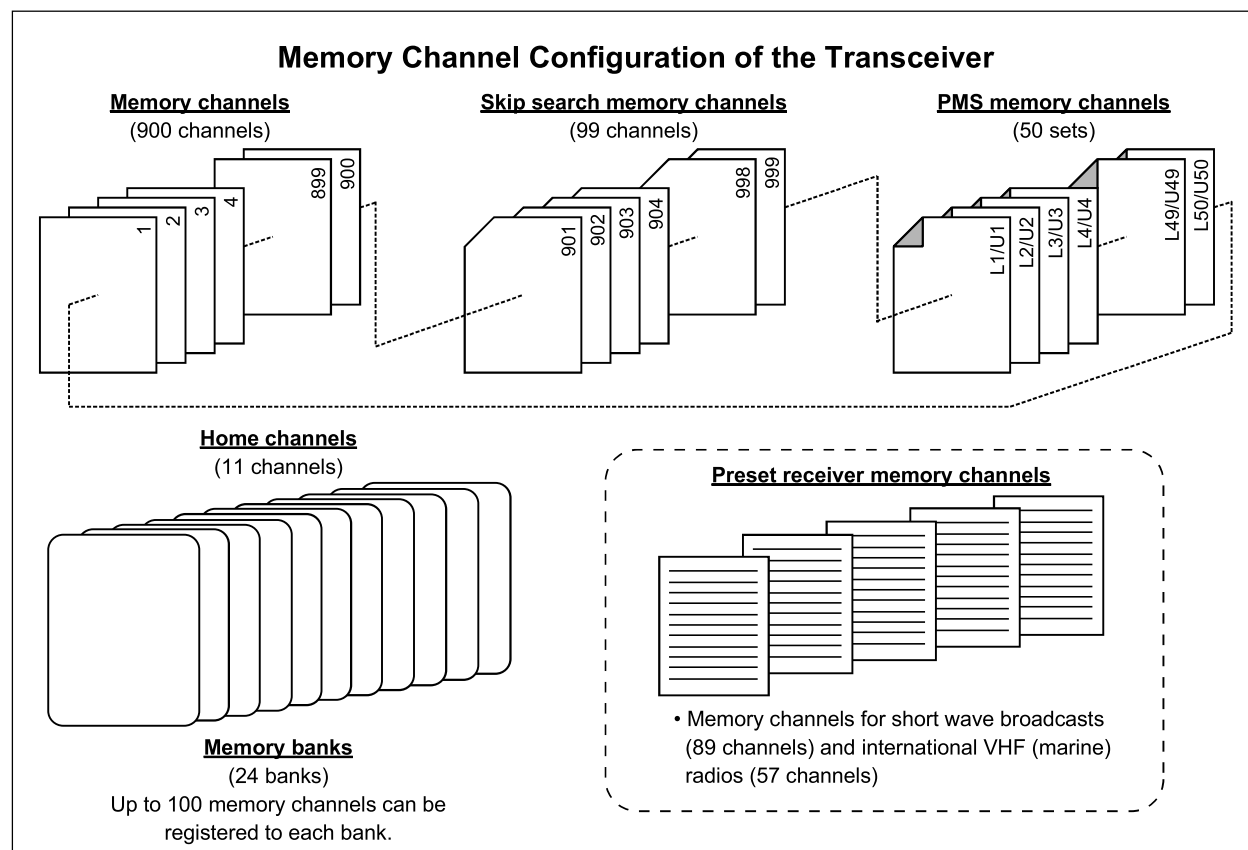 Memory Channel Configuration of the Transceiver
Memory channels
(900 channels)
1
2
3
4
899
900
Skip search memory channels
(99 channels)
901
902
903
904
998
999
PMS memory channels
(50 sets)
L1/U1
L2/U2
L3/U3
L4/U4
L49/U49
L50/U50
Home channels
(11 channels)
Memory banks
(24 banks)
Up to 100 memory channels can be
registered to each bank.
Preset receiver memory channels
• Memory channels for short wave broadcasts
(89 channels) and international VHF (marine)
radios (57 channels)